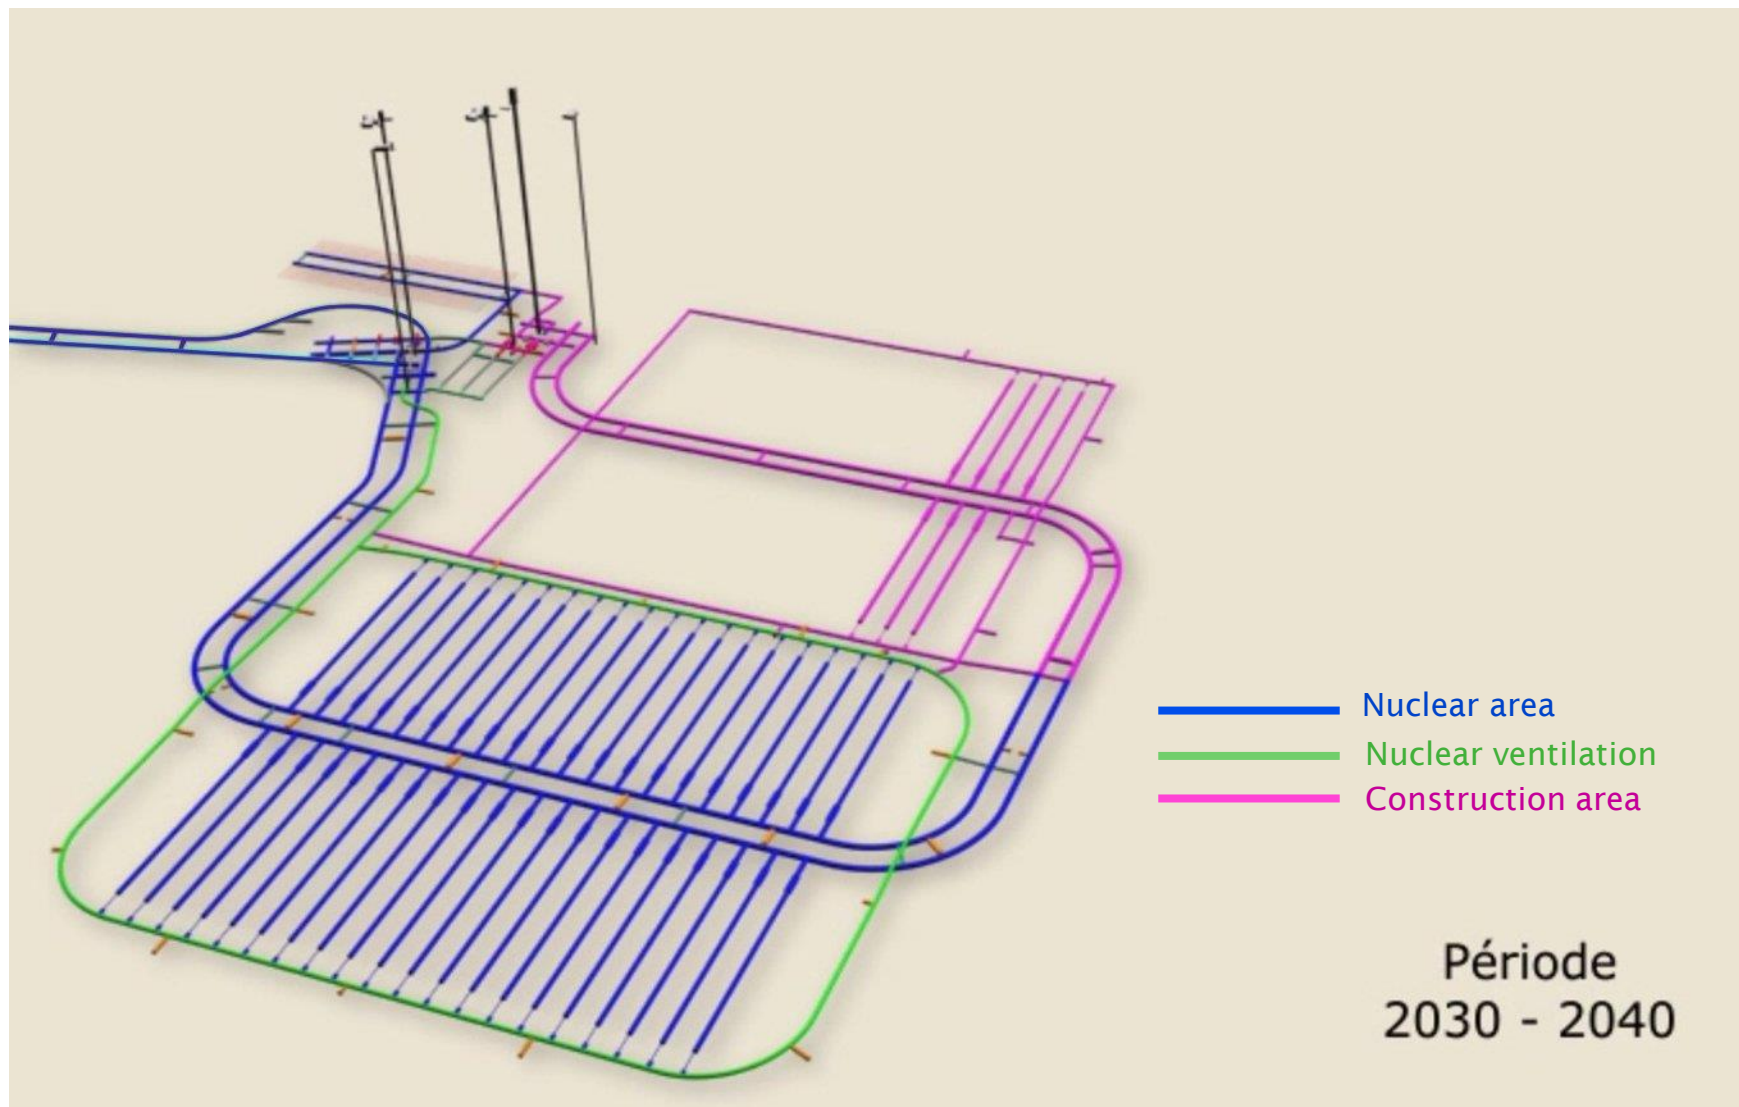 Nuclear area
Nuclear ventilation
Construction area
Période
2030 - 2040